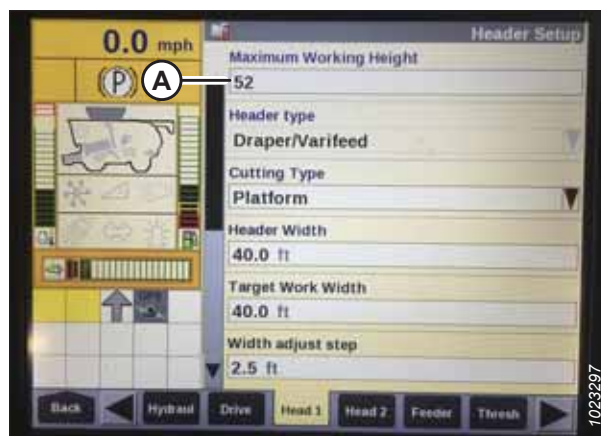 0.0 mph
Header Setup
(P)
A
Maximum Working Height
52
Header type
Draper/Varifeed
Cutting Type
Platform
Header Width
40.0 ft
Target Work Width
40.0 ft
Width adjust step
2.5 ft
Back
Hydraul
Drive
Head 1
Head 2
Feeder
Thresh
1023297